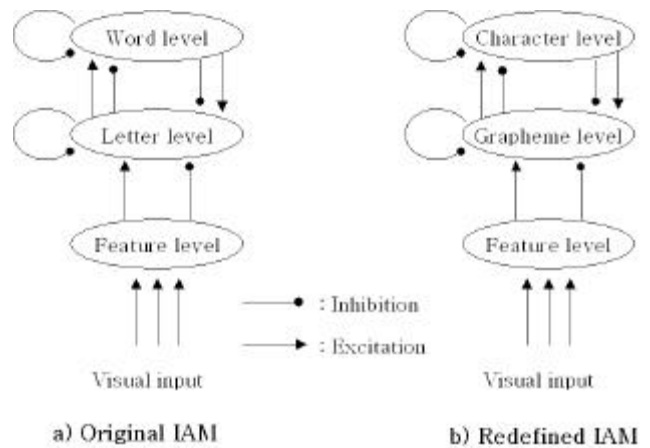 Word level
Character level
Letter level
Grapheme level
Feature level
Feature level
: Inhibition
: Excitation
Visual input
Visual input
a) Original IAM
b) Redefined IAM